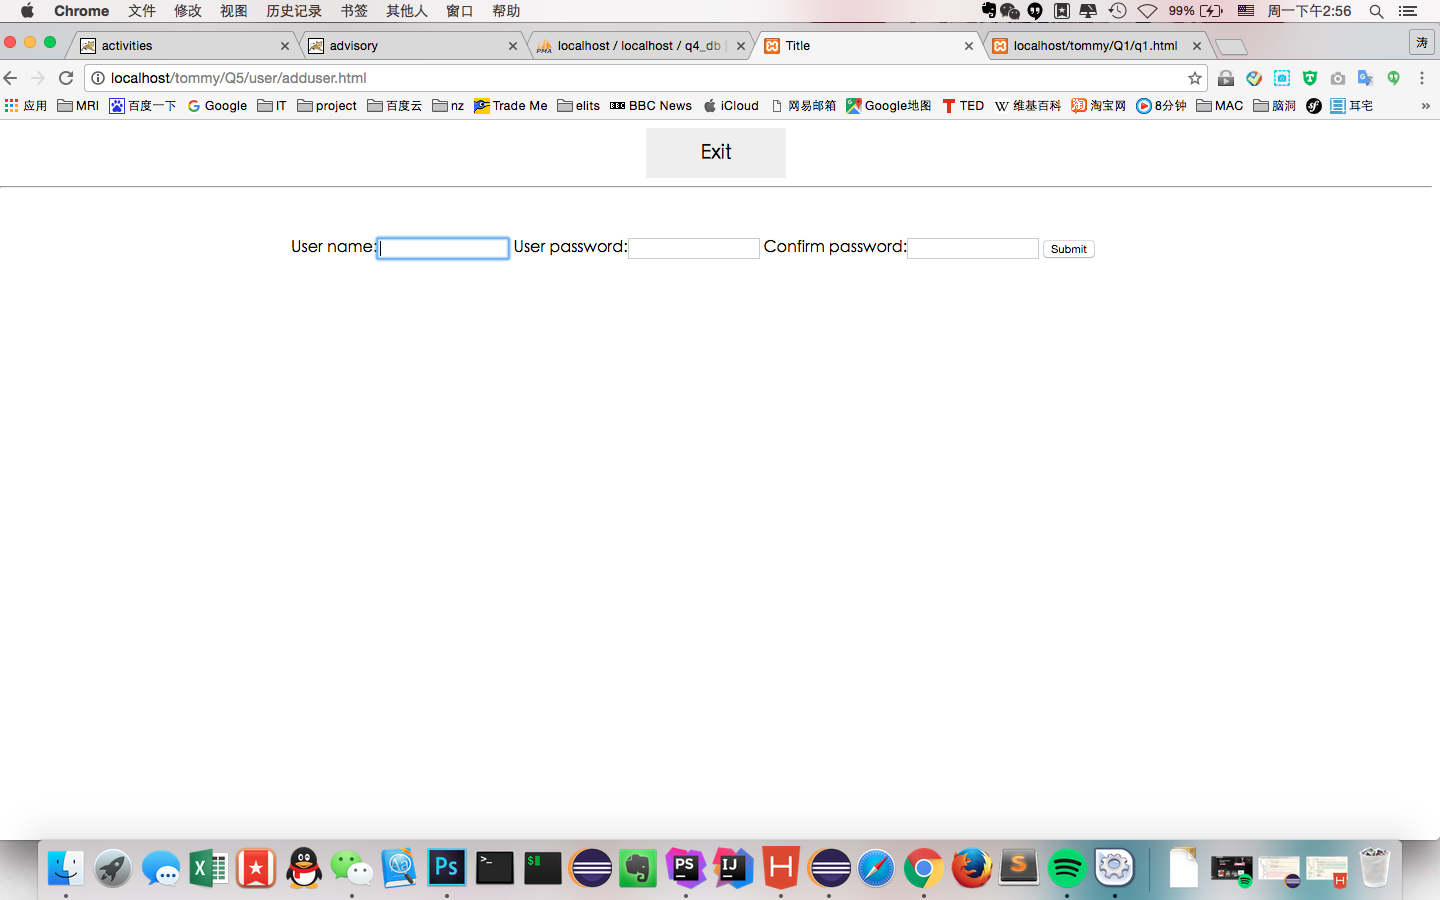 Chrome 文件 修改 视图 历史记录 书签 其他人 窗口 帮助 99% 周一下午2:56
activities advisory localhost / localhost / q4_db Title localhost/tommy/Q1/q1.html 涛
localhost/tommy/Q5/user/adduser.html
应用 MRI 百度一下 Google IT project 百度云 nz Trade Me elits BBC News iCloud 网易邮箱 Google地图 TED 维基百科 淘宝网 8分钟 MAC 脑洞 耳宅 »
Exit
User name: User password: Confirm password: Submit